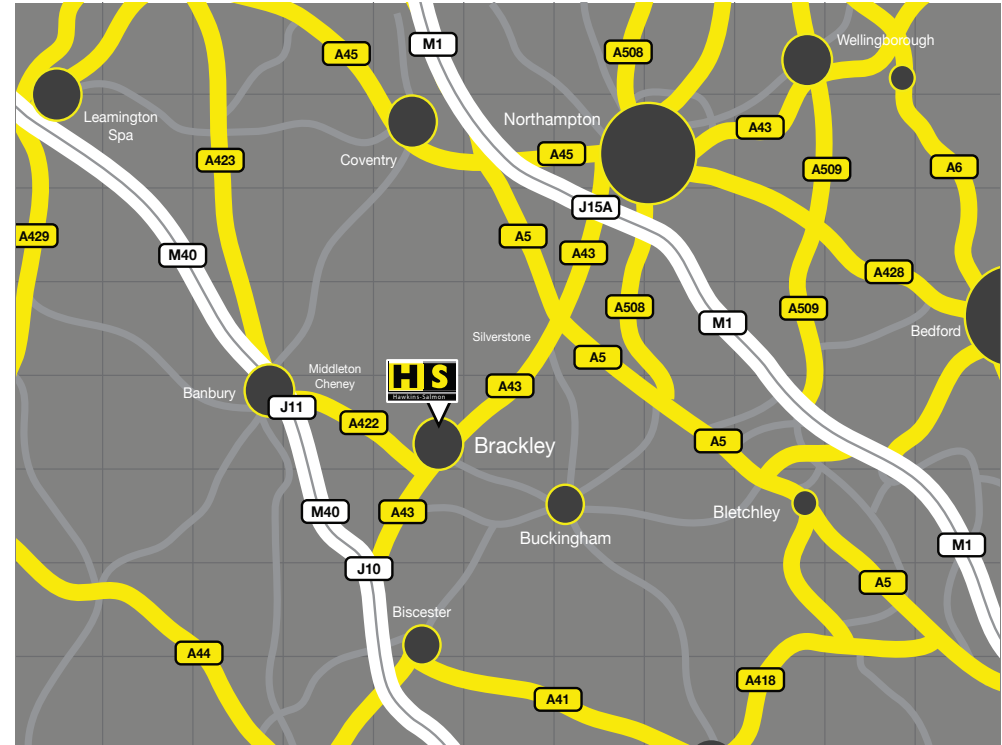 M1
A45
A508
Wellingborough
Leamington
Spa
Northampton
A43
Coventry
A423
A45
A509
A6
J15A
A429
A5
A43
M40
A428
A508
A509
M1
Bedford
Silverstone
A5
Middleton
Cheney
HS
Hawkins-Salmon
A43
Banbury
J11
A422
Brackley
A5
M40
A43
Bletchley
Buckingham
M1
J10
A5
Biscester
A44
A418
A41